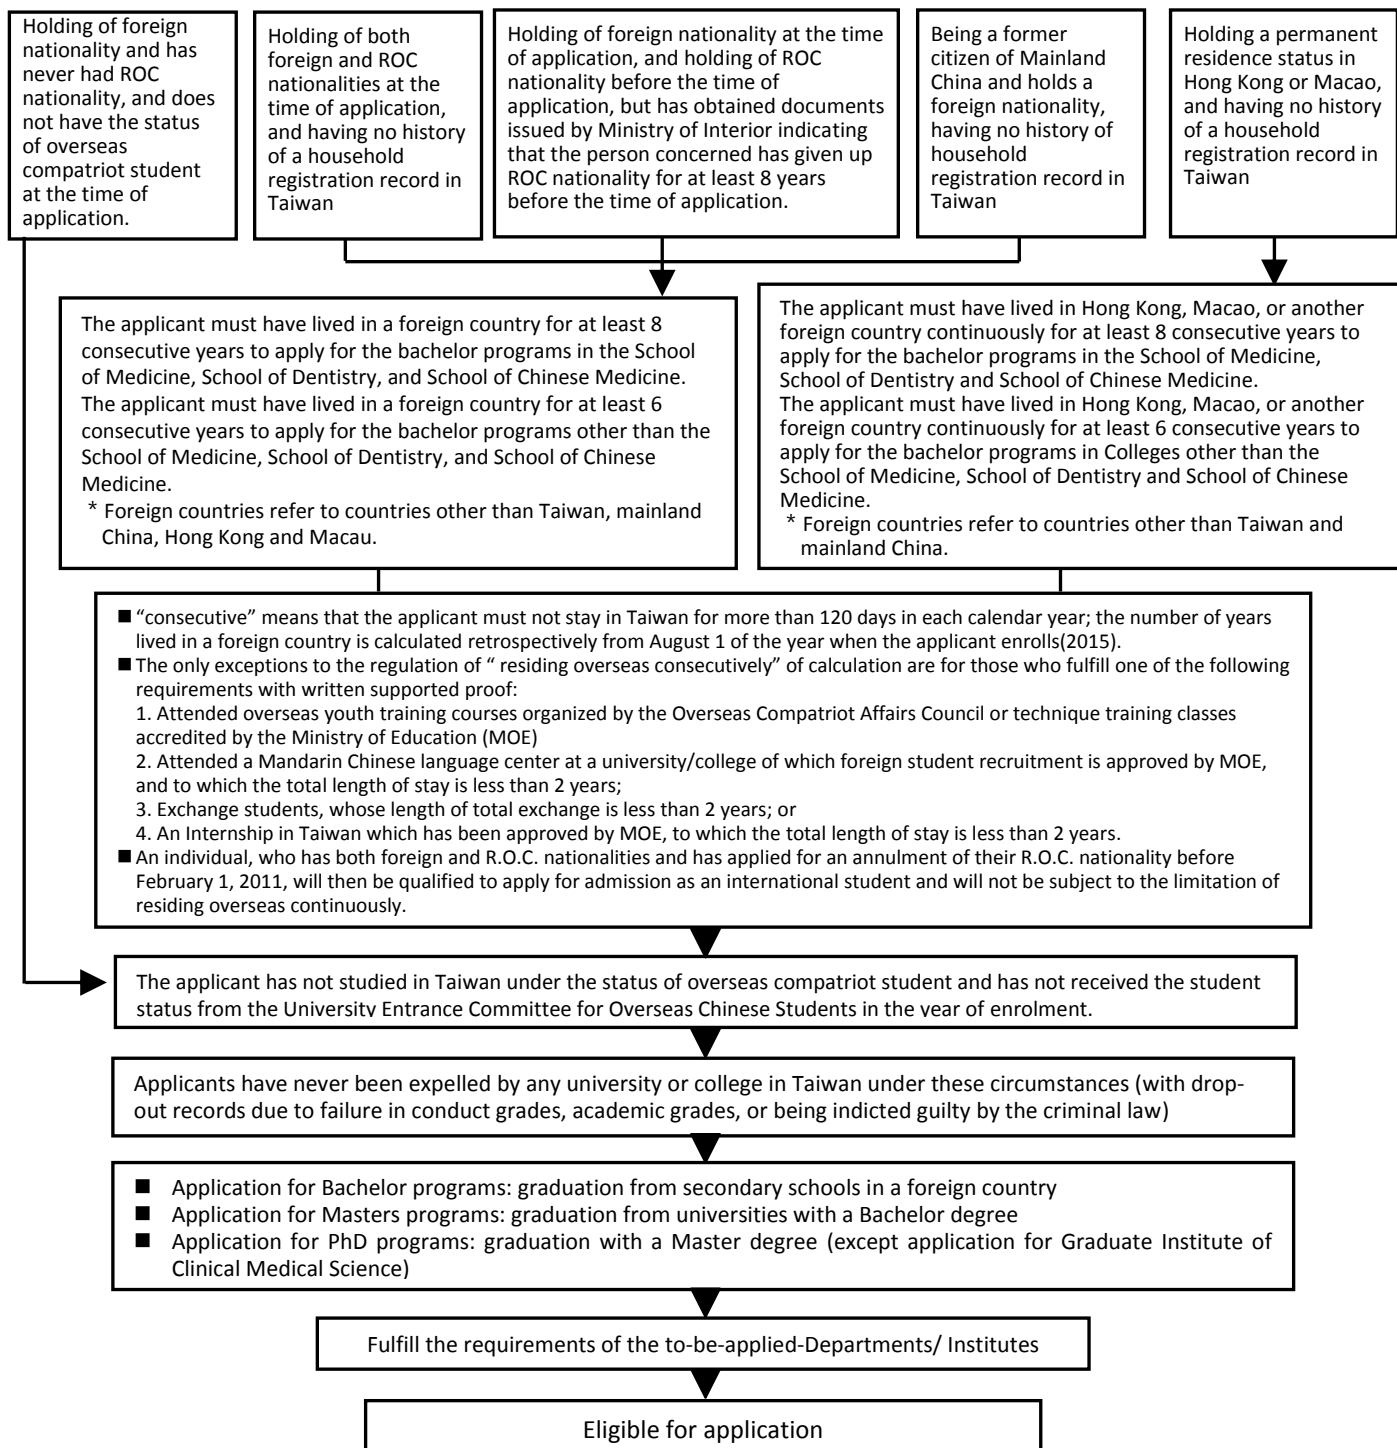 Holding of foreign
nationality and has
never had ROC
nationality, and does
not have the status
of overseas
compatriot student
at the time of
application.
Holding of both
foreign and ROC
nationalities at the
time of application,
and having no history
of a household
registration record in
Taiwan
Holding of foreign nationality at the time
of application, and holding of ROC
nationality before the time of
application, but has obtained documents
issued by Ministry of Interior indicating
that the person concerned has given up
ROC nationality for at least 8 years
before the time of application.
Being a former
citizen of Mainland
China and holds a
foreign nationality,
having no history of
household
registration record in
Taiwan
Holding a permanent
residence status in
Hong Kong or Macao,
and having no history
of a household
registration record in
Taiwan
The applicant must have lived in a foreign country for at least 8
consecutive years to apply for the bachelor programs in the School
of Medicine, School of Dentistry, and School of Chinese Medicine.
The applicant must have lived in a foreign country for at least 6
consecutive years to apply for the bachelor programs other than the
School of Medicine, School of Dentistry, and School of Chinese
Medicine.
* Foreign countries refer to countries other than Taiwan, mainland
China, Hong Kong and Macau.
The applicant must have lived in Hong Kong, Macao, or another
foreign country continuously for at least 8 consecutive years to
apply for the bachelor programs in the School of Medicine,
School of Dentistry and School of Chinese Medicine.
The applicant must have lived in Hong Kong, Macao, or another
foreign country continuously for at least 6 consecutive years to
apply for the bachelor programs in Colleges other than the
School of Medicine, School of Dentistry and School of Chinese
Medicine.
* Foreign countries refer to countries other than Taiwan and
mainland China.
■ “consecutive” means that the applicant must not stay in Taiwan for more than 120 days in each calendar year; the number of years
lived in a foreign country is calculated retrospectively from August 1 of the year when the applicant enrolls(2015).
■ The only exceptions to the regulation of “ residing overseas consecutively” of calculation are for those who fulfill one of the following
requirements with written supported proof:
1. Attended overseas youth training courses organized by the Overseas Compatriot Affairs Council or technique training classes
accredited by the Ministry of Education (MOE)
2. Attended a Mandarin Chinese language center at a university/college of which foreign student recruitment is approved by MOE,
and to which the total length of stay is less than 2 years;
3. Exchange students, whose length of total exchange is less than 2 years; or
4. An Internship in Taiwan which has been approved by MOE, to which the total length of stay is less than 2 years.
■ An individual, who has both foreign and R.O.C. nationalities and has applied for an annulment of their R.O.C. nationality before
February 1, 2011, will then be qualified to apply for admission as an international student and will not be subject to the limitation of
residing overseas continuously.
The applicant has not studied in Taiwan under the status of overseas compatriot student and has not received the student
status from the University Entrance Committee for Overseas Chinese Students in the year of enrolment.
Applicants have never been expelled by any university or college in Taiwan under these circumstances (with drop-
out records due to failure in conduct grades, academic grades, or being indicted guilty by the criminal law)
■ Application for Bachelor programs: graduation from secondary schools in a foreign country
■ Application for Masters programs: graduation from universities with a Bachelor degree
■ Application for PhD programs: graduation with a Master degree (except application for Graduate Institute of
Clinical Medical Science)
Fulfill the requirements of the to-be-applied-Departments/ Institutes
Eligible for application